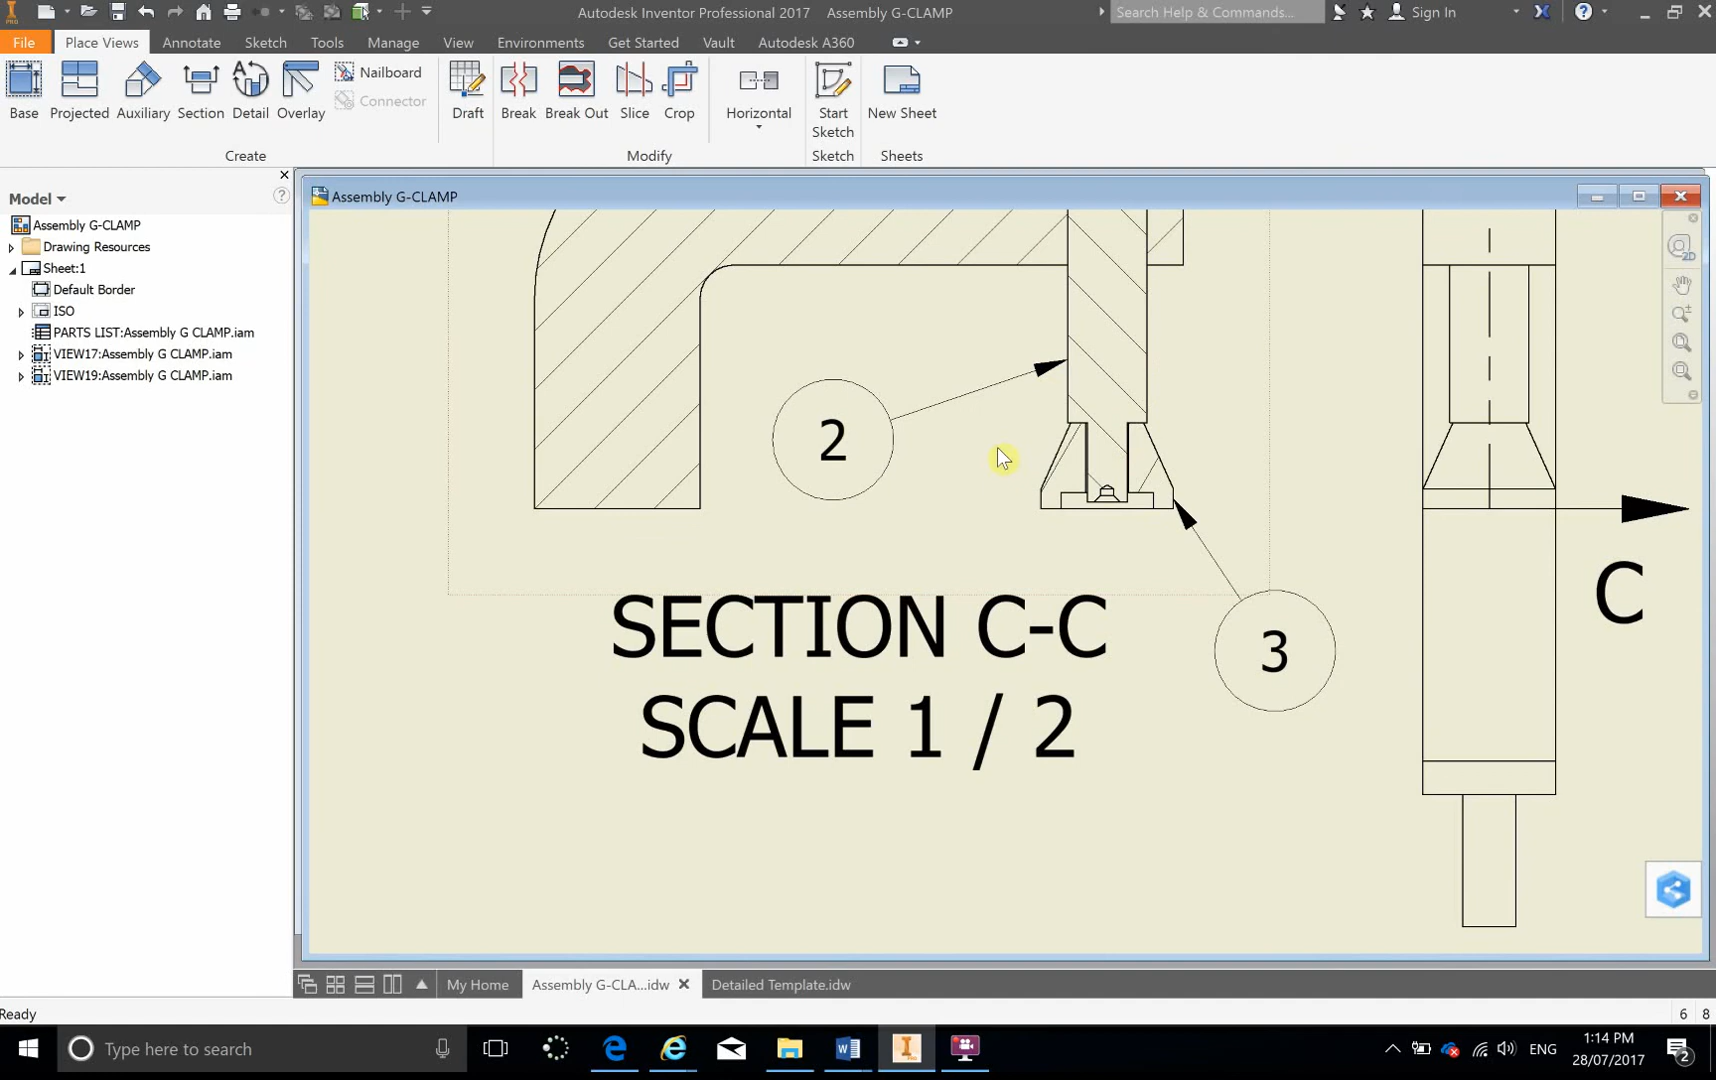 Autodesk Inventor Professional 2017 Assembly G-CLAMP
Search Help & Commands...
Sign In
PRO
File
Place Views
Annotate
Sketch
Tools
Manage
View
Environments
Get Started
Vault
Autodesk A360
Base
Projected
Auxiliary
Section
Detail
Overlay
Nailboard
Connector
Draft
Break
Break Out
Slice
Crop
Horizontal
Start
Sketch
New Sheet
Create
Modify
Sketch
Sheets
Model
Assembly G-CLAMP
Drawing Resources
Sheet:1
Default Border
ISO
PARTS LIST:Assembly G CLAMP.iam
VIEW17:Assembly G CLAMP.iam
VIEW19:Assembly G CLAMP.iam
Assembly G-CLAMP
2D
2
3
C
SECTION C-C
SCALE 1 / 2
My Home
Assembly G-CLA...idw
Detailed Template.idw
Ready
6 8
Type here to search
ENG
1:14 PM
28/07/2017
2